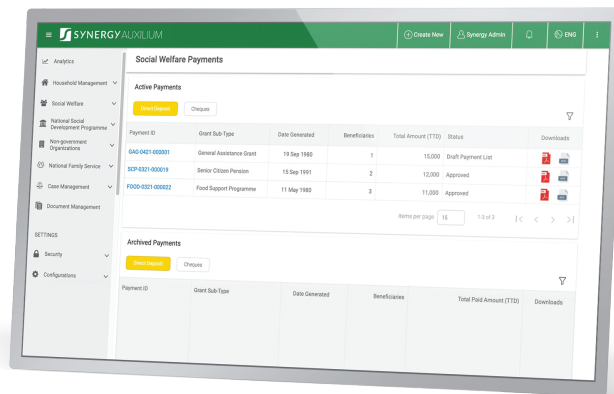 SYNERGYAUXILIUM
Create New
Synergy Admin
ENG
Analytics
Household Management
Social Welfare
National Social
Development Programme
Non-government
Organizations
National Family Service
Case Management
Document Management
SETTINGS
Security
Configurations
Social Welfare Payments
Active Payments
Direct Deposit Cheques
Payment ID Grant Sub-Type Date Generated Beneficiaries Total Amount (TTD) Status Downloads
GAG-0421-000001 General Assistance Grant 19 Sep 1980 1 15,000 Draft Payment List
SCP-0321-000019 Senior Citizen Pension 15 Sep 1991 2 12,000 Approved
FOOD-0321-000022 Food Support Programme 11 May 1980 3 11,000 Approved
Items per page 15 1-3 of 3
Archived Payments
Direct Deposit Cheques
Payment ID Grant Sub-Type Date Generated Beneficiaries Total Paid Amount (TTD) Downloads